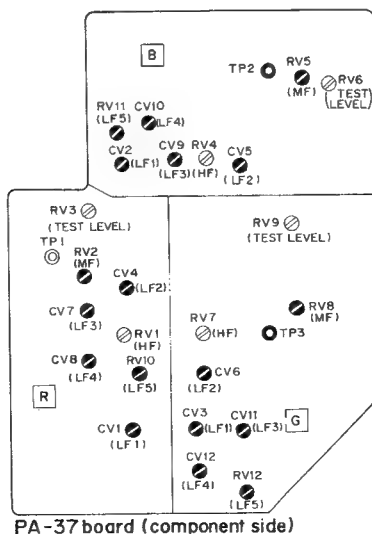 B
TP2
RV5
(MF)
RV6
(TEST
LEVEL)
RV11
(LF5)
CV10
(LF4)
CV2
(LF1)
CV9
(LF3)
RV4
(HF)
CV5
(LF2)
RV3
(TEST LEVEL)
TP1
RV2
(MF)
CV4
(LF2)
CV7
(LF3)
RV1
(HF)
CV8
(LF4)
RV10
(LF5)
R
CV1
(LF1)
RV9
(TEST LEVEL)
RV8
(MF)
RV7
(HF)
TP3
CV6
(LF2)
CV3
(LF1)
CV11
(LF3)
G
CV12
(LF4)
RV12
(LF5)
PA-37 board (component side)